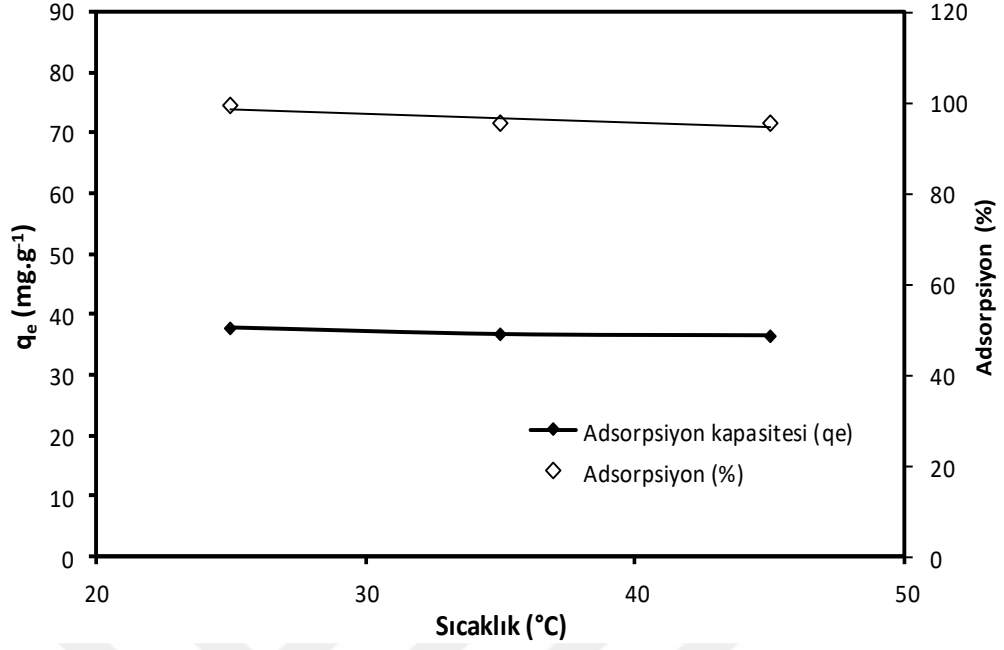 90
80
70
60
50
40
30
20
10
0
qₑ (mg.g⁻¹)
120
100
80
60
40
20
0
Adsorpsiyon (%)
Adsorpsiyon kapasitesi (qe)
Adsorpsiyon (%)
20 30 40 50
Sıcaklık (°C)